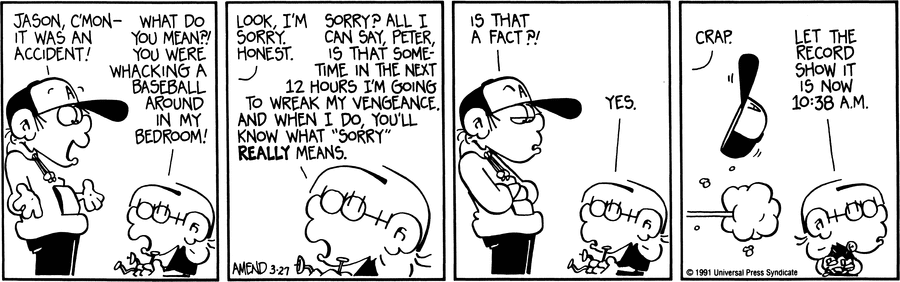 JASON, C'MON-
IT WAS AN
ACCIDENT!
WHAT DO
YOU MEAN?!
YOU WERE
WHACKING A
BASEBALL
AROUND
IN MY
BEDROOM!
A
LOOK, I'M
SORRY.
HONEST.
SORRY? ALL I
CAN SAY, PETER,
IS THAT SOME-
TIME IN THE NEXT
12 HOURS I'M GOING
TO WREAK MY VENGEANCE.
AND WHEN I DO, YOU'LL
KNOW WHAT "SORRY"
REALLY MEANS.
AMEND 3-27
IS THAT
A FACT?!
A
YES.
CRAP.
LET THE
RECORD
SHOW IT
IS NOW
10:38 A.M.
© 1991 Universal Press Syndicate